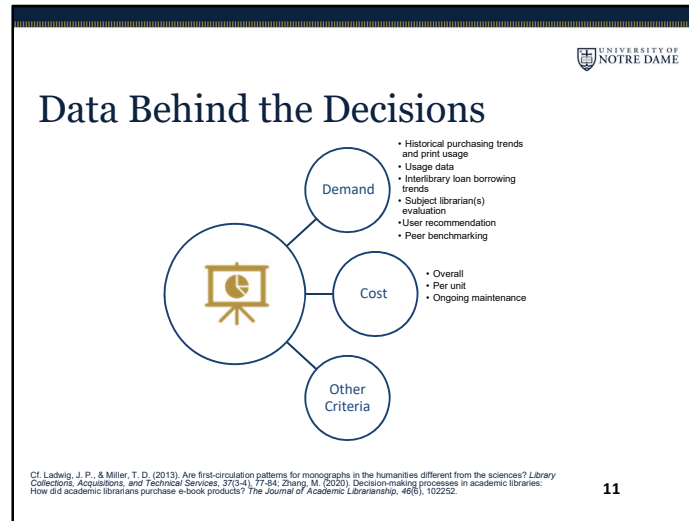 UNIVERSITY OF
NOTRE DAME
Data Behind the Decisions
Demand
• Historical purchasing trends
and print usage
• Usage data
• Interlibrary loan borrowing
trends
• Subject librarian(s)
evaluation
•User recommendation
• Peer benchmarking
Cost
• Overall
• Per unit
• Ongoing maintenance
Other
Criteria
Cf. Ladwig, J. P., & Miller, T. D. (2013). Are first-circulation patterns for monographs in the humanities different from the sciences? Library
Collections, Acquisitions, and Technical Services, 37(3-4), 77-84; Zhang, M. (2020). Decision-making processes in academic libraries:
How did academic librarians purchase e-book products? The Journal of Academic Librarianship, 46(6), 102252.
11